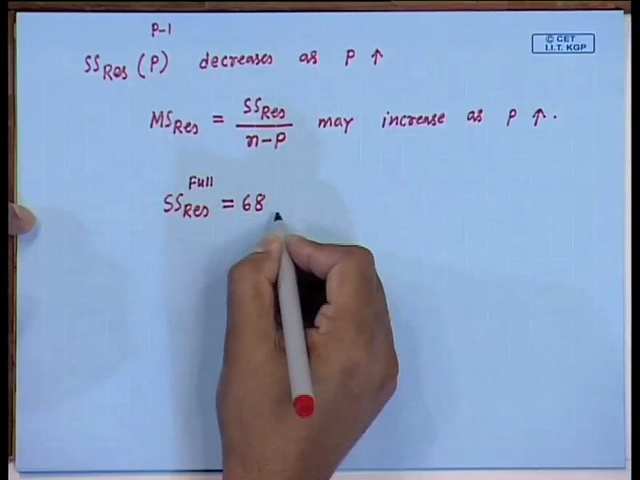 P-1
© CET
I.I.T. KGP
SS_Res (P) decreases as P ↑
MS_Res = SS_Res / n-P may increase as P ↑.
SS_Res^Full = 68